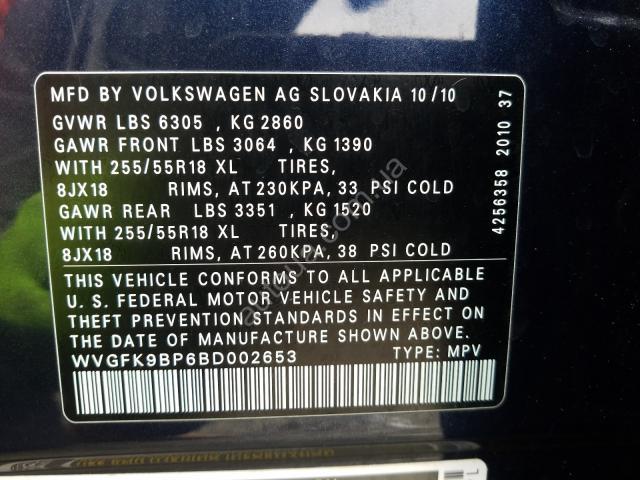 MFD BY VOLKSWAGEN AG SLOVAKIA 10/10
GVWR LBS 6305 , KG 2860
GAWR FRONT LBS 3064 , KG 1390
WITH 255/55R18 XL TIRES,
8JX18 RIMS, AT 230KPA, 33 PSI COLD
GAWR REAR LBS 3351 , KG 1520
WITH 255/55R18 XL TIRES,
8JX18 RIMS, AT 260KPA, 38 PSI COLD
THIS VEHICLE CONFORMS TO ALL APPLICABLE
U.S. FEDERAL MOTOR VEHICLE SAFETY AND
THEFT PREVENTION STANDARDS IN EFFECT ON
THE DATE OF MANUFACTURE SHOWN ABOVE.
WVGFK9BP6BD002653 TYPE: MPV
4256358 2010 37